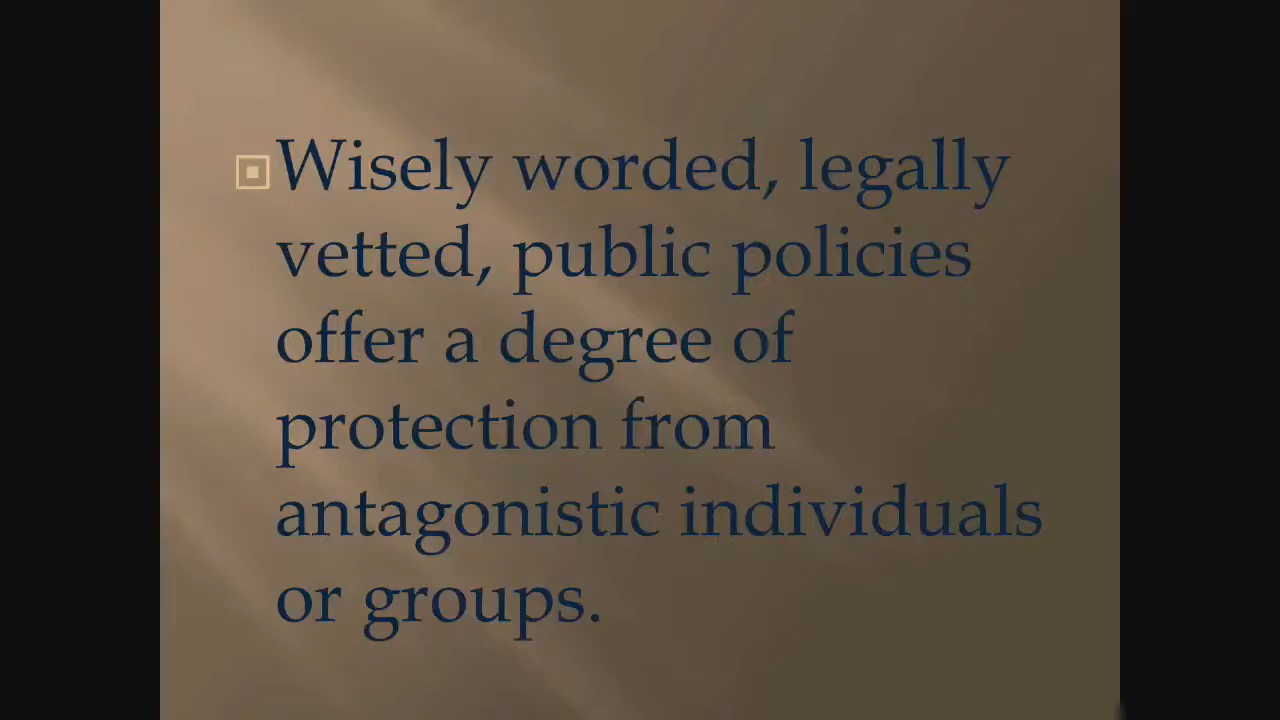 Wisely worded, legally
vetted, public policies
offer a degree of
protection from
antagonistic individuals
or groups.